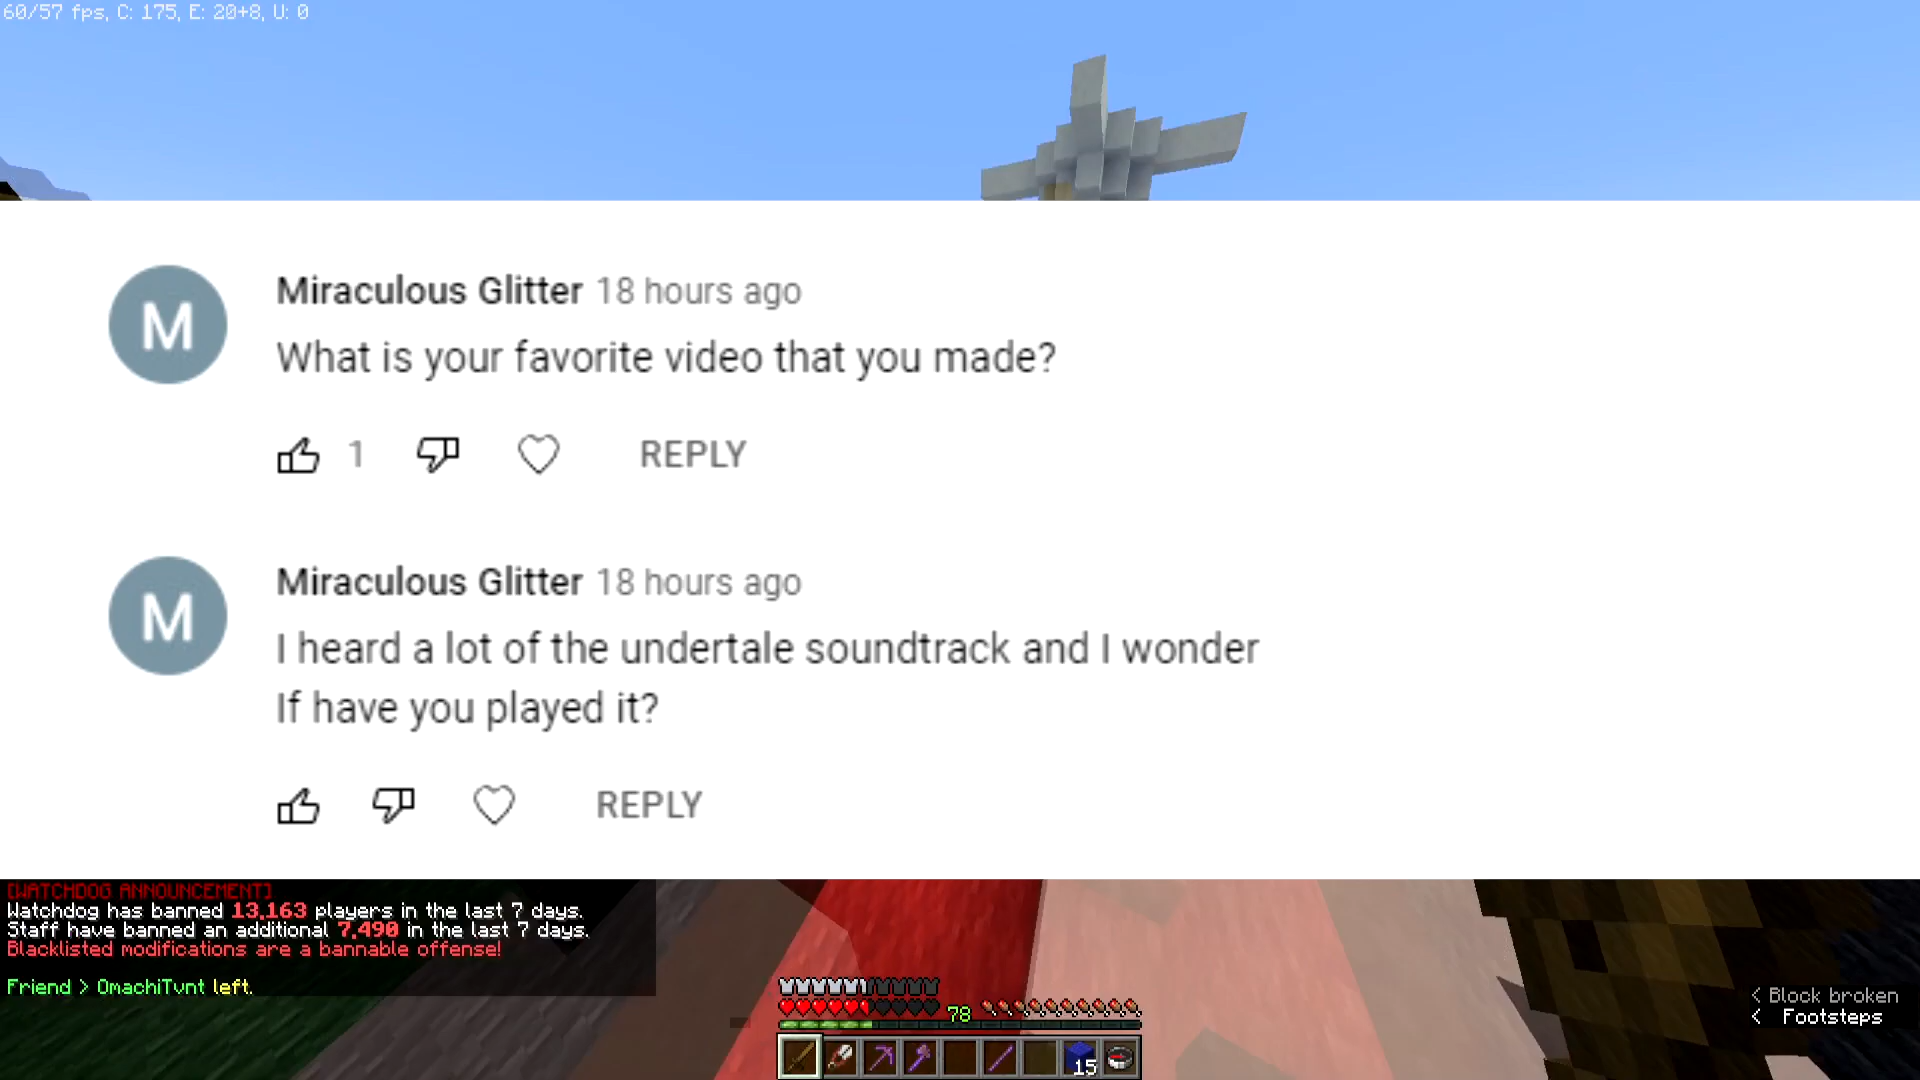 60/57 fps, C: 175, E: 20+8, U: 0
M
Miraculous Glitter 18 hours ago
What is your favorite video that you made?
1 REPLY
M
Miraculous Glitter 18 hours ago
I heard a lot of the undertale soundtrack and I wonder
If have you played it?
REPLY
[WATCHDOG ANNOUNCEMENT]
Watchdog has banned 13,163 players in the last 7 days.
Staff have banned an additional 7,490 in the last 7 days.
Blacklisted modifications are a bannable offense!
Friend > OmachiTvnt left.
< Block broken
< Footsteps
78
15